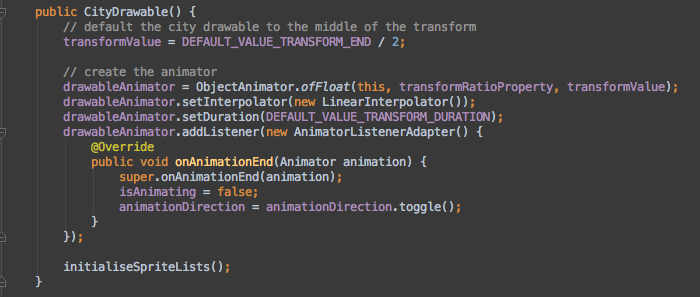 public CityDrawable() {
// default the city drawable to the middle of the transform
transformValue = DEFAULT_VALUE_TRANSFORM_END / 2;
// create the animator
drawableAnimator = ObjectAnimator.ofFloat(this, transformRatioProperty, transformValue);
drawableAnimator.setInterpolator(new LinearInterpolator());
drawableAnimator.setDuration(DEFAULT_VALUE_TRANSFORM_DURATION);
drawableAnimator.addListener(new AnimatorListenerAdapter() {
@Override
public void onAnimationEnd(Animator animation) {
super.onAnimationEnd(animation);
isAnimating = false;
animationDirection = animationDirection.toggle();
}
});
initialiseSpriteLists();
}